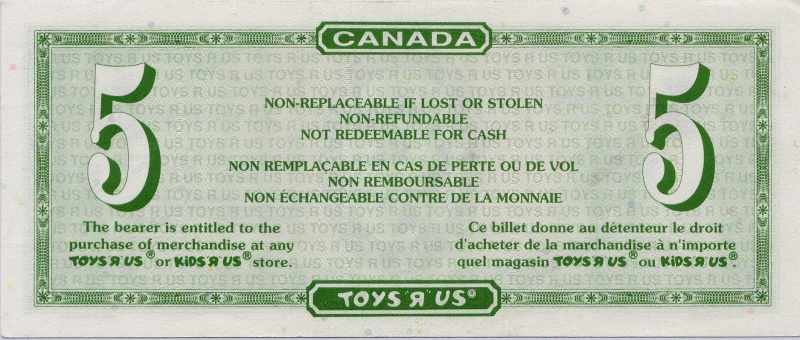 CANADA
5
5
NON-REPLACEABLE IF LOST OR STOLEN
NON-REFUNDABLE
NOT REDEEMABLE FOR CASH
NON REMPLAÇABLE EN CAS DE PERTE OU DE VOL
NON REMBOURSABLE
NON ÉCHANGEABLE CONTRE DE LA MONNAIE
The bearer is entitled to the
purchase of merchandise at any
TOYS "R" US® or KIDS "R" US® store.
Ce billet donne au détenteur le droit
d'acheter de la marchandise à n'importe
quel magasin TOYS "R" US® ou KIDS "R" US®.
TOYS "R" US®